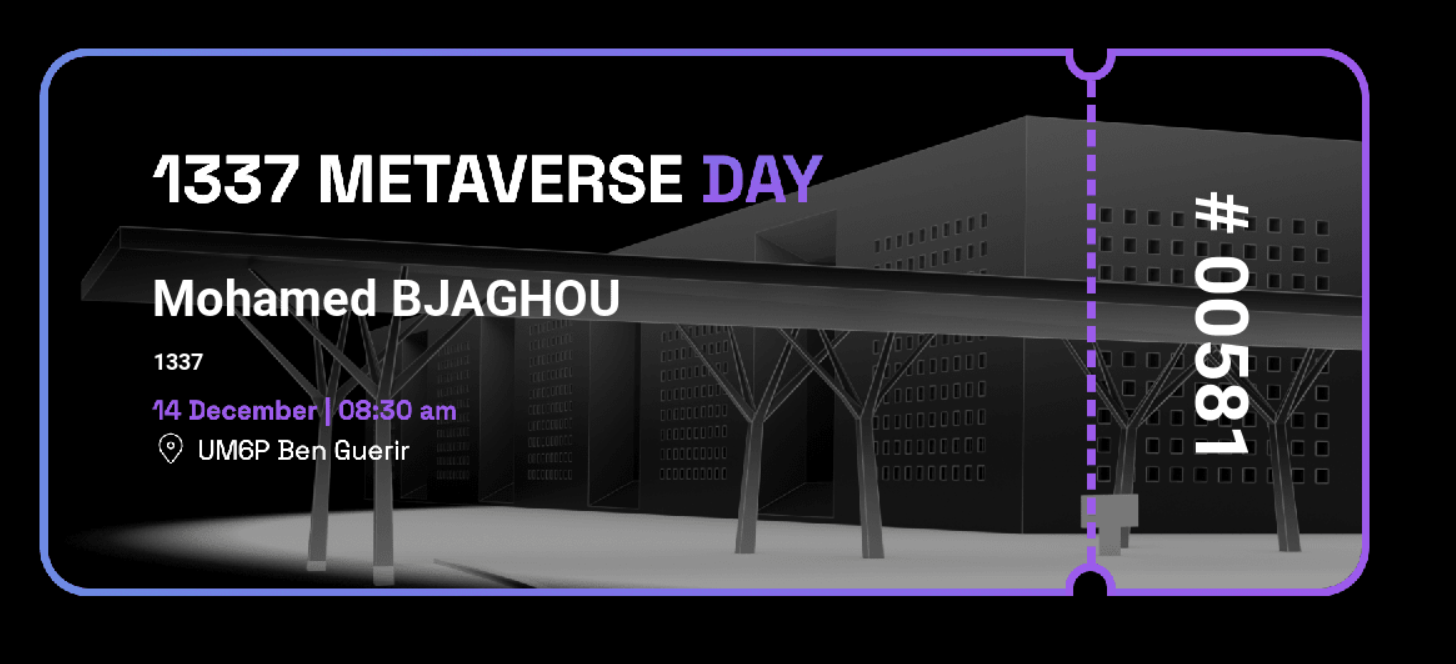 1337 METAVERSE DAY
Mohamed BJAGHOU
1337
14 December | 08:30 am
UM6P Ben Guerir
# 00581